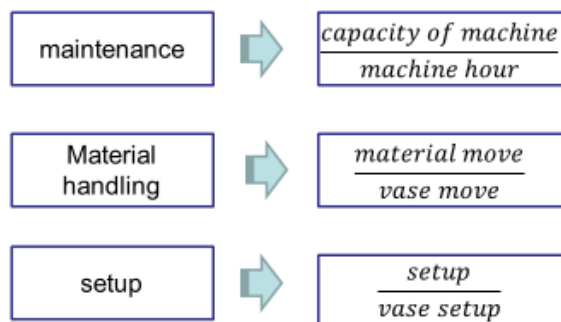 maintenance
capacity of machine
machine hour
Material
handling
material move
vase move
setup
setup
vase setup